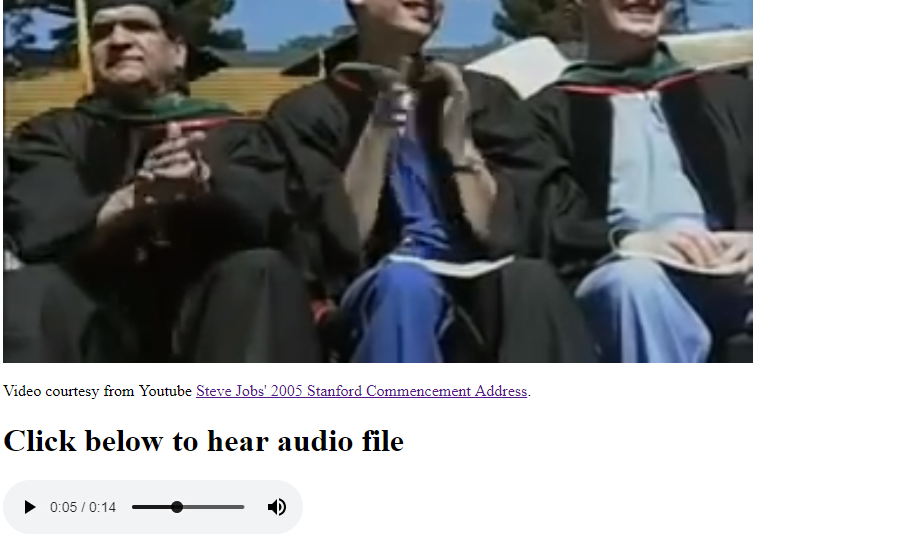 Video courtesy from Youtube Steve Jobs' 2005 Stanford Commencement Address.
Click below to hear audio file
0:05 / 0:14